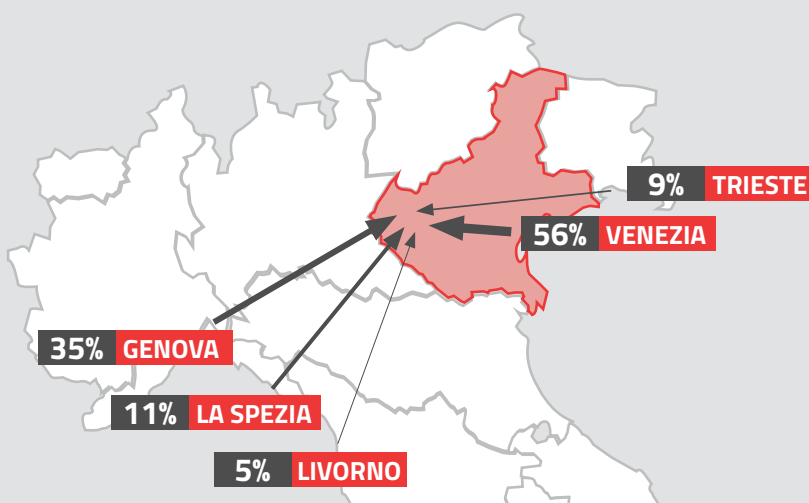 9% TRIESTE
56% VENEZIA
35% GENOVA
11% LA SPEZIA
5% LIVORNO